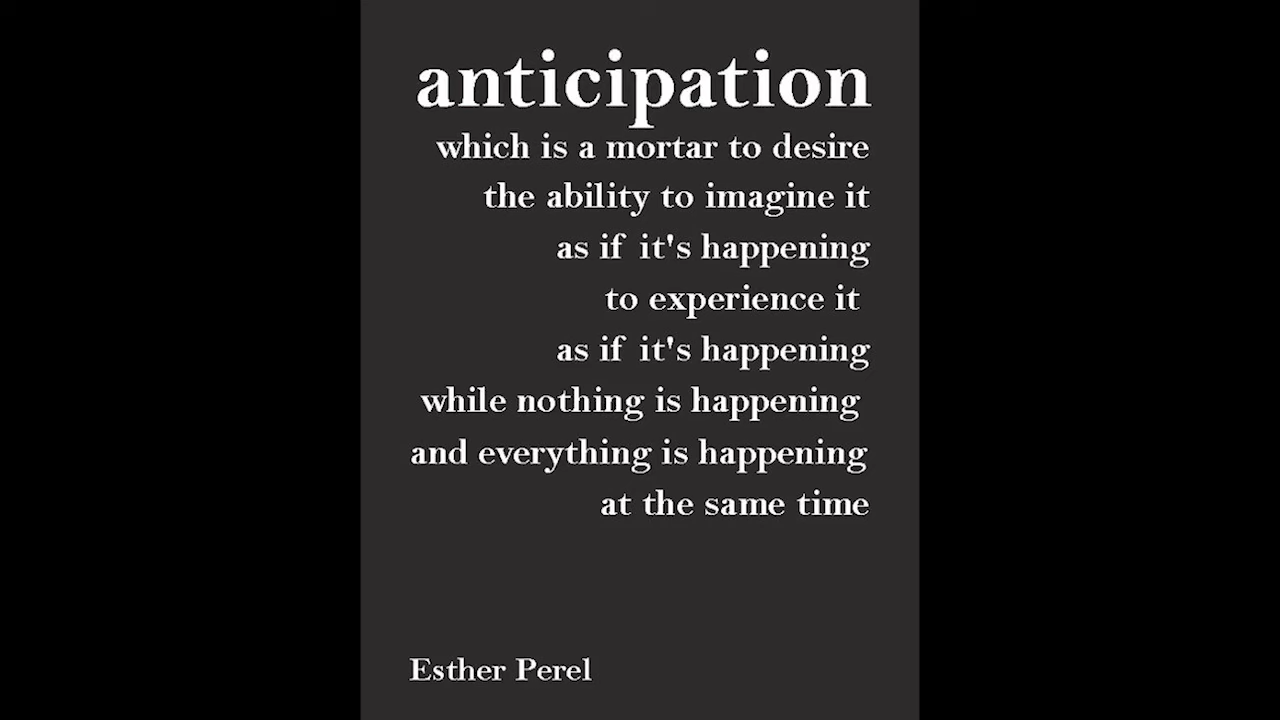 anticipation
which is a mortar to desire
the ability to imagine it
as if it's happening
to experience it
as if it's happening
while nothing is happening
and everything is happening
at the same time
Esther Perel